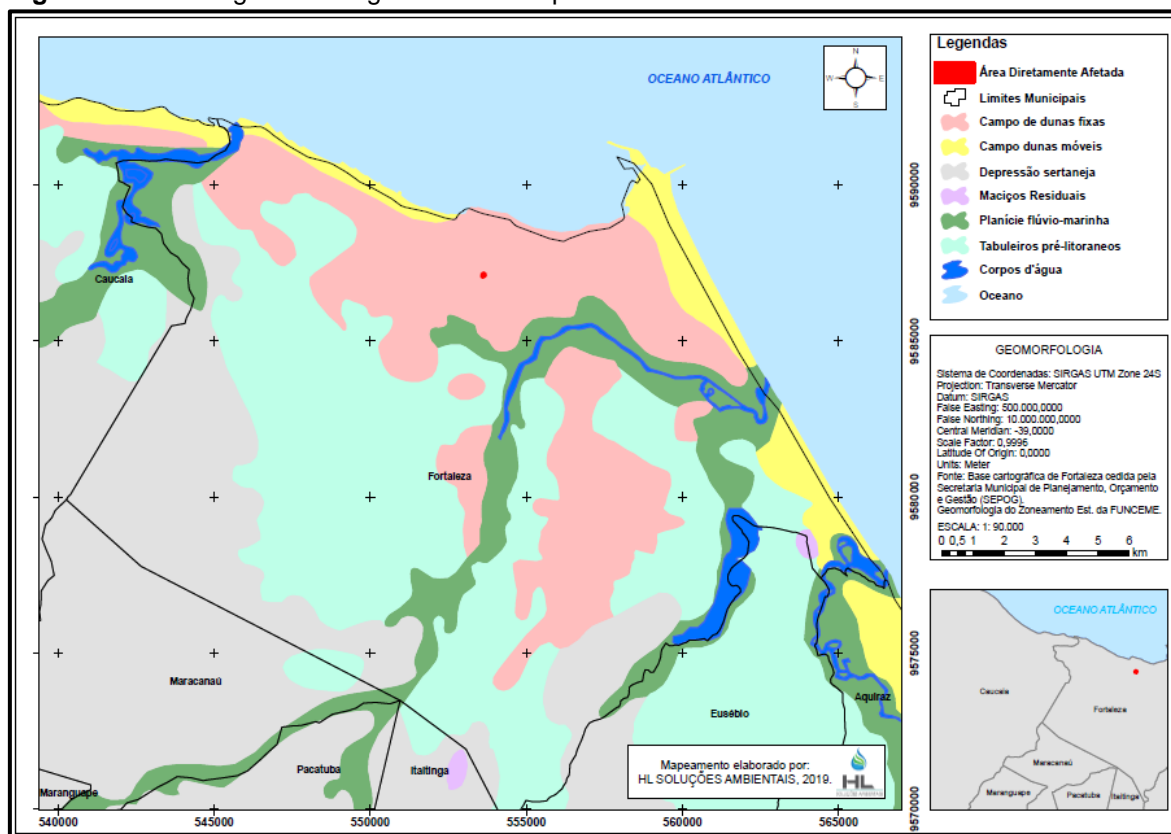 OCEANO ATLÂNTICO
N
W
E
S
Caucaia
Fortaleza
Maracanaú
Maranguape
Pacatuba
Itaitinga
Eusébio
Aquiraz
Mapeamento elaborado por:
HL SOLUÇÕES AMBIENTAIS, 2019.
HL
540000
545000
550000
555000
560000
565000
9590000
9585000
9580000
9575000
9570000
Legendas
Área Diretamente Afetada
Limites Municipais
Campo de dunas fixas
Campo dunas móveis
Depressão sertaneja
Maciços Residuais
Planície flúvio-marinha
Tabuleiros pré-litoraneos
Corpos d'água
Oceano
GEOMORFOLOGIA
Sistema de Coordenadas: SIRGAS UTM Zone 24S
Projection: Transverse Mercator
Datum: SIRGAS
False Easting: 500.000,0000
False Northing: 10.000.000,0000
Central Meridian: -39,0000
Scale Factor: 0,9996
Latitude Of Origin: 0,0000
Units: Meter
Fonte: Base cartográfica de Fortaleza cedida pela
Secretaria Municipal de Planejamento, Orçamento
e Gestão (SEPOG).
Geomorfologia do Zoneamento Est. da FUNCEME.
ESCALA: 1: 90.000
0 0,5 1 2 3 4 5 6
km
OCEANO ATLÂNTICO
Caucaia
Fortaleza
Maracanaú
Maranguape
Pacatuba
Itaitinga